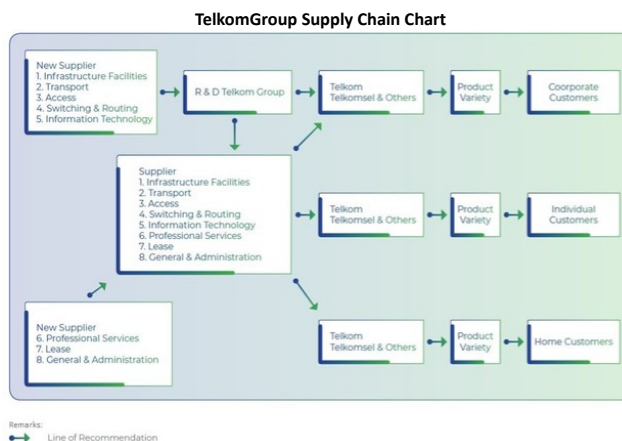 TelkomGroup Supply Chain Chart
New Supplier
1. Infrastructure Facilities
2. Transport
3. Access
4. Switching & Routing
5. Information Technology
R & D Telkom Group
Telkom
Telkomsel & Others
Product
Variety
Coorporate
Customers
Supplier
1. Infrastructure Facilities
2. Transport
3. Access
4. Switching & Routing
5. Information Technology
6. Professional Services
7. Lease
8. General & Administration
Telkom
Telkomsel & Others
Product
Variety
Individual
Customers
New Supplier
6. Professional Services
7. Lease
8. General & Administration
Telkom
Telkomsel & Others
Product
Variety
Home Customers
Remarks:
Line of Recommendation